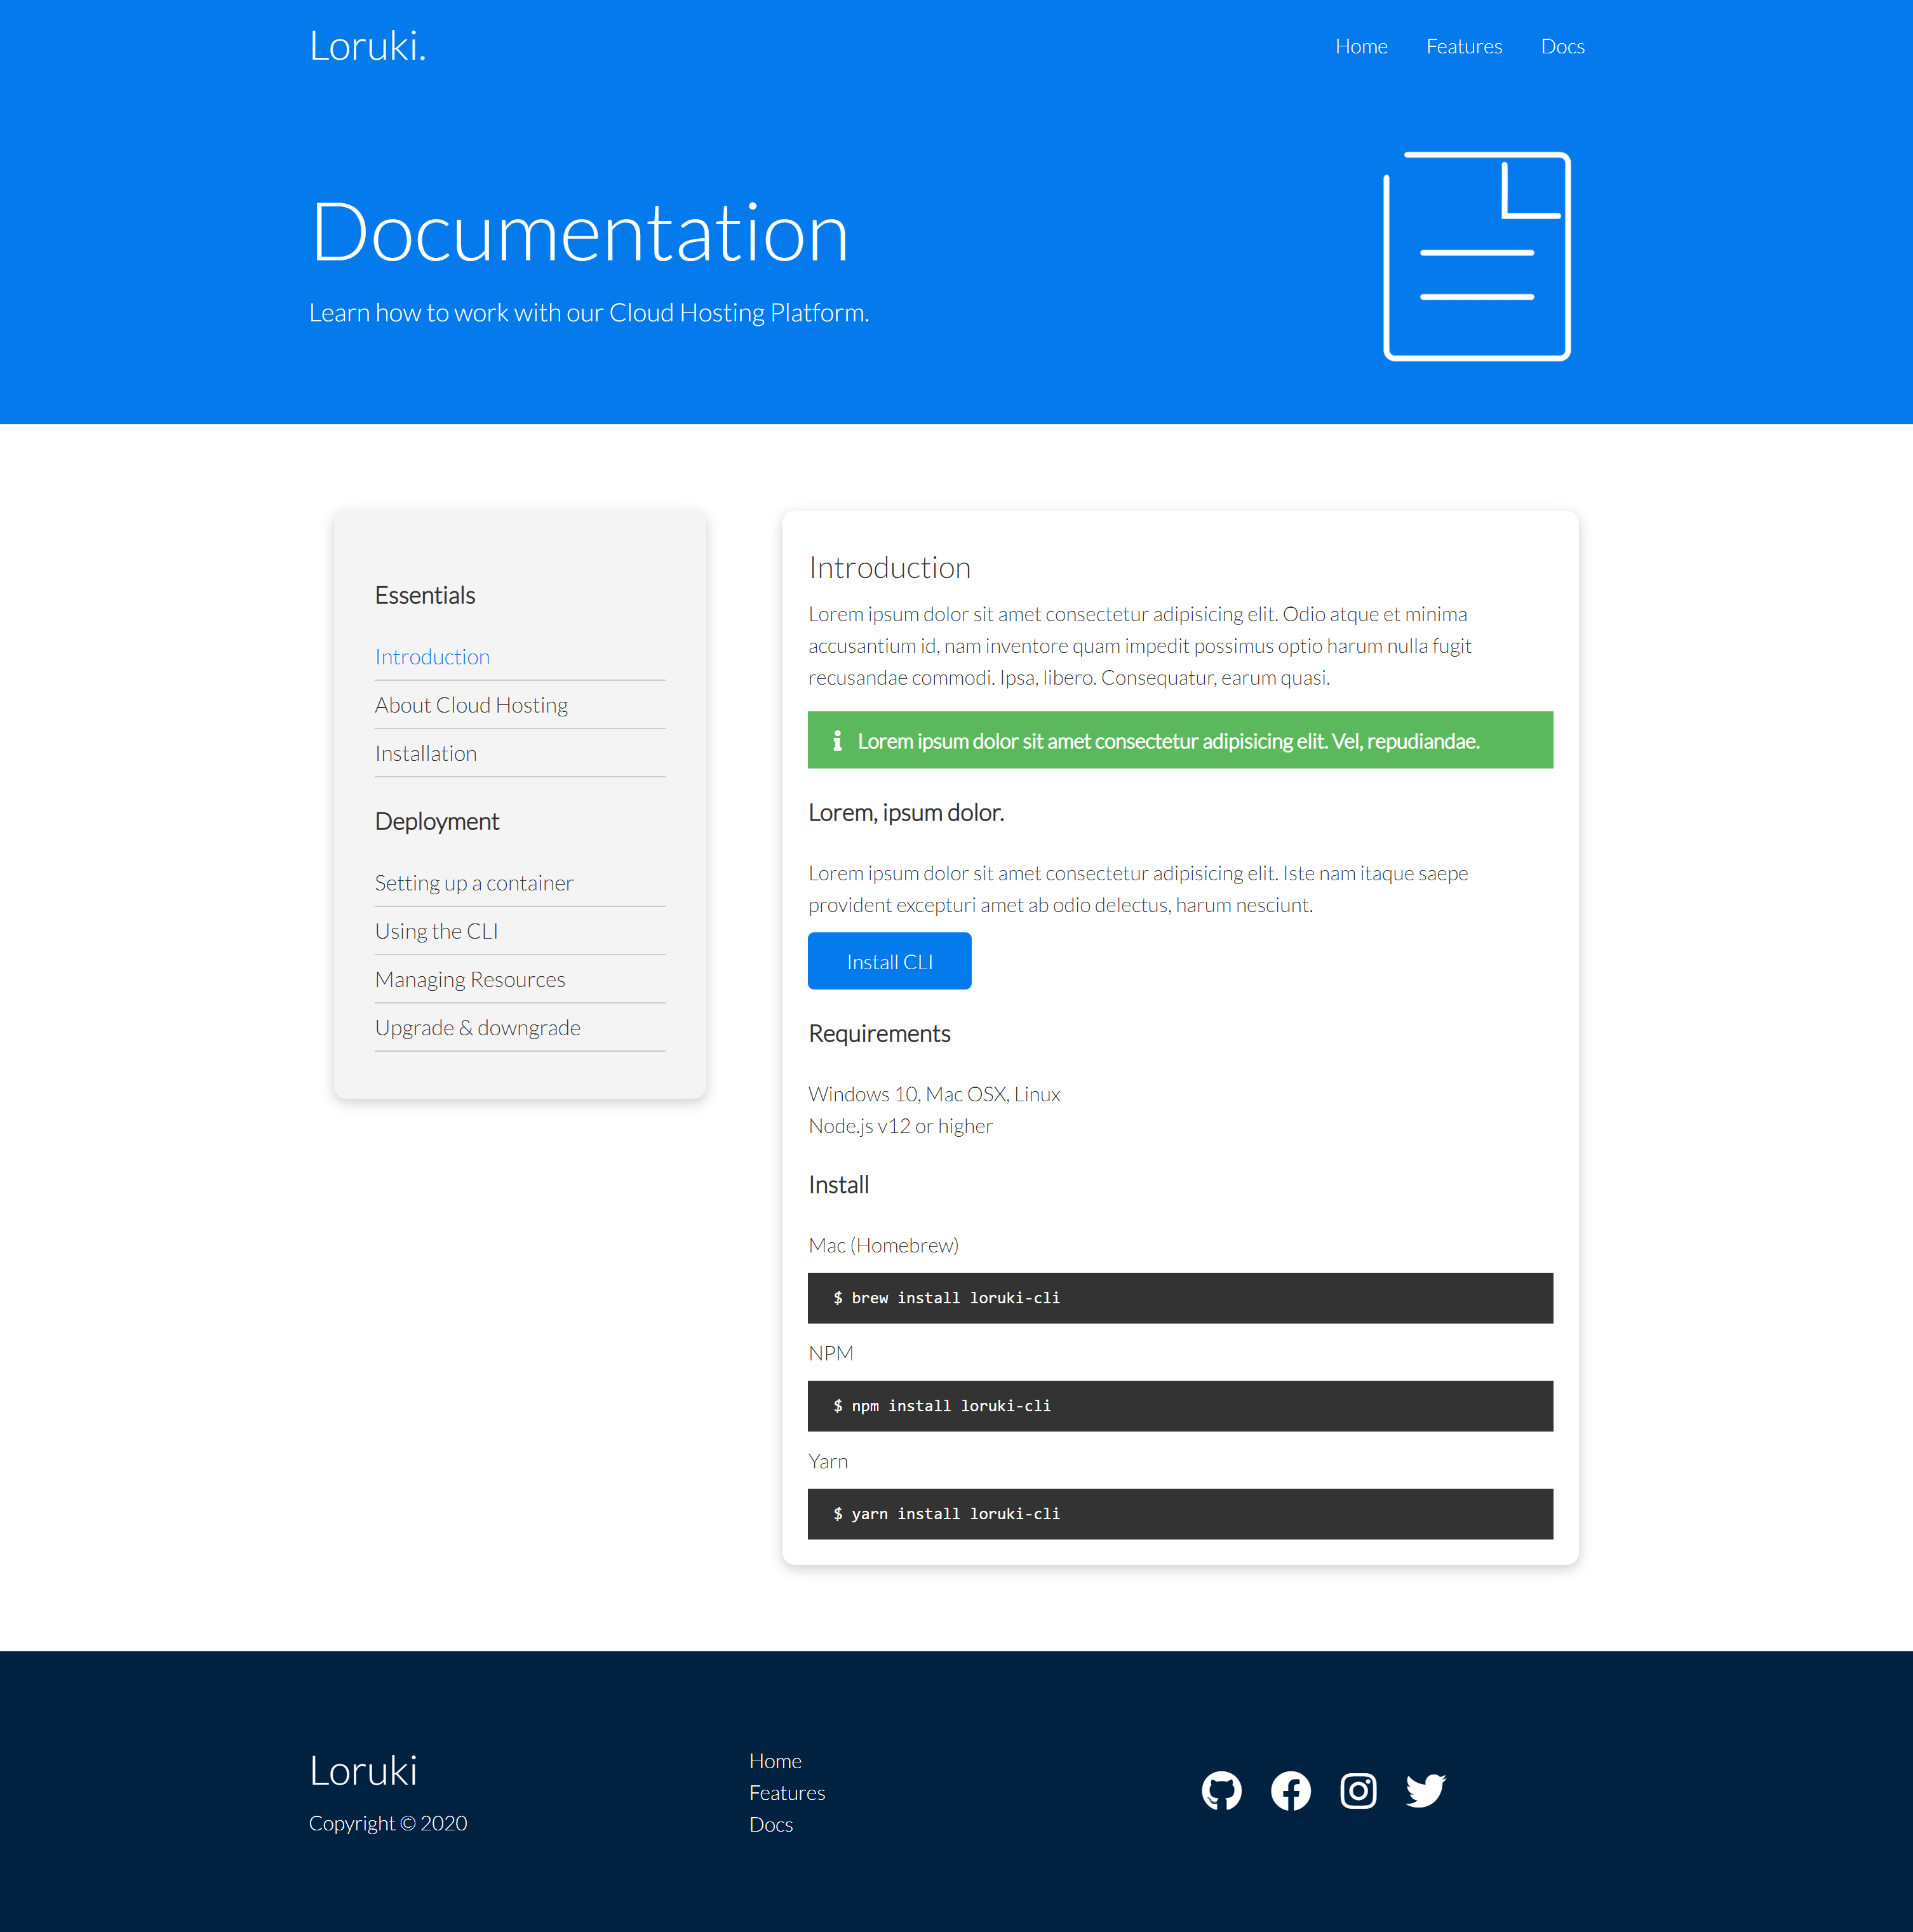 Loruki.
Home
Features
Docs
Documentation
Learn how to work with our Cloud Hosting Platform.
Essentials
Introduction
About Cloud Hosting
Installation
Deployment
Setting up a container
Using the CLI
Managing Resources
Upgrade & downgrade
Introduction
Lorem ipsum dolor sit amet consectetur adipisicing elit. Odio atque et minima
accusantium id, nam inventore quam impedit possimus optio harum nulla fugit
recusandae commodi. Ipsa, libero. Consequatur, earum quasi.
Lorem ipsum dolor sit amet consectetur adipisicing elit. Vel, repudiandae.
Lorem, ipsum dolor.
Lorem ipsum dolor sit amet consectetur adipisicing elit. Iste nam itaque saepe
provident excepturi amet ab odio delectus, harum nesciunt.
Install CLI
Requirements
Windows 10, Mac OSX, Linux
Node.js v12 or higher
Install
Mac (Homebrew)
$ brew install loruki-cli
NPM
$ npm install loruki-cli
Yarn
$ yarn install loruki-cli
Loruki
Copyright © 2020
Home
Features
Docs